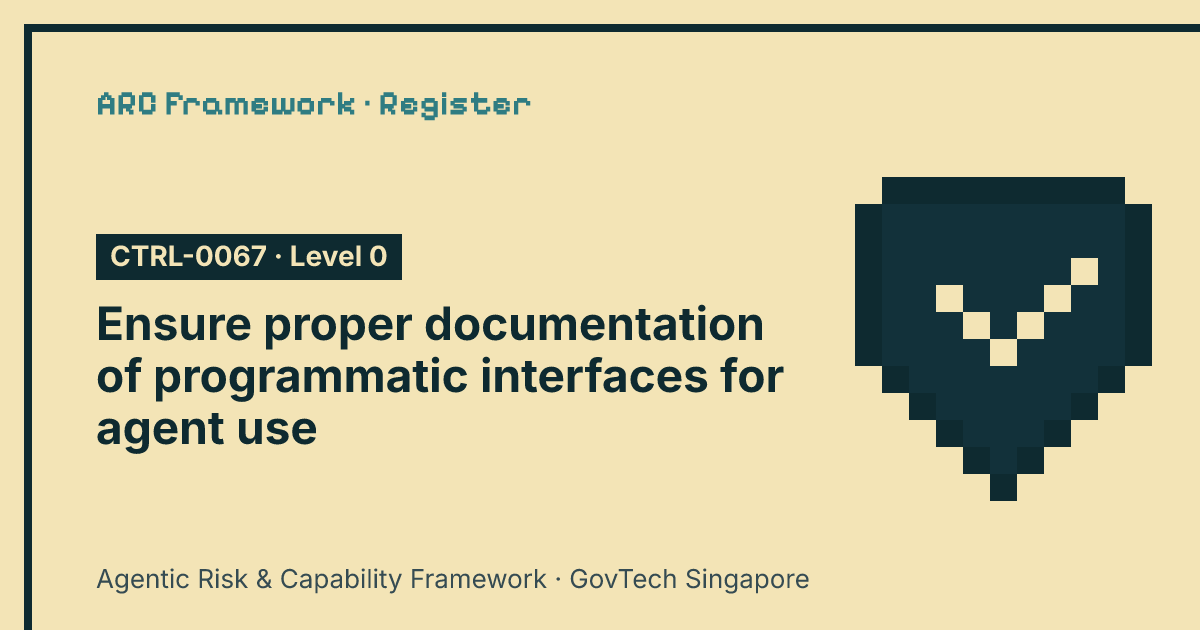 ARC Framework · Register
CTRL-0067 · Level 0
Ensure proper documentation
of programmatic interfaces for
agent use
Agentic Risk & Capability Framework · GovTech Singapore